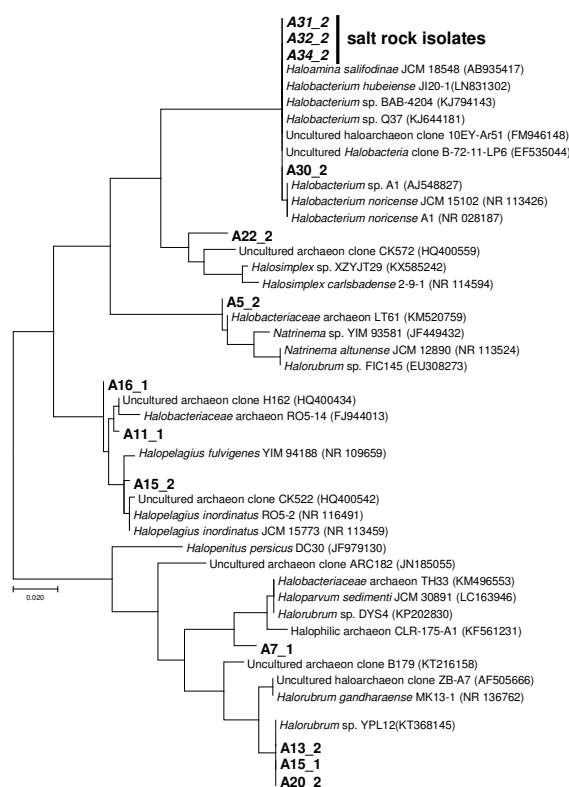 A31_2
A32_2
A34_2
salt rock isolates
Haloamina salifodinae JCM 18548 (AB935417)
Halobacterium hubeiense JI20-1(LN831302)
Halobacterium sp. BAB-4204 (KJ794143)
Halobacterium sp. Q37 (KJ644181)
Uncultured haloarchaeon clone 10EY-Ar51 (FM946148)
Uncultured Halobacteria clone B-72-11-LP6 (EF535044)
A30_2
Halobacterium sp. A1 (AJ548827)
Halobacterium noricense JCM 15102 (NR 113426)
Halobacterium noricense A1 (NR 028187)
A22_2
Uncultured archaeon clone CK572 (HQ400559)
Halosimplex sp. XZYJT29 (KX585242)
Halosimplex carlsbadense 2-9-1 (NR 114594)
A5_2
Halobacteriaceae archaeon LT61 (KM520759)
Natrinema sp. YIM 93581 (JF449432)
Natrinema altunense JCM 12890 (NR 113524)
Halorubrum sp. FIC145 (EU308273)
A16_1
Uncultured archaeon clone H162 (HQ400434)
Halobacteriaceae archaeon RO5-14 (FJ944013)
A11_1
Halopelagius fulvigenes YIM 94188 (NR 109659)
A15_2
Uncultured archaeon clone CK522 (HQ400542)
Halopelagius inordinatus RO5-2 (NR 116491)
Halopelagius inordinatus JCM 15773 (NR 113459)
Halopenitus persicus DC30 (JF979130)
Uncultured archaeon clone ARC182 (JN185055)
0.020
Halobacteriaceae archaeon TH33 (KM496553)
Haloparvum sedimenti JCM 30891 (LC163946)
Halorubrum sp. DYS4 (KP202830)
Halophilic archaeon CLR-175-A1 (KF561231)
A7_1
Uncultured archaeon clone B179 (KT216158)
Uncultured haloarchaeon clone ZB-A7 (AF505666)
Halorubrum gandharaense MK13-1 (NR 136762)
Halorubrum sp. YPL12(KT368145)
A13_2
A15_1
A20_2